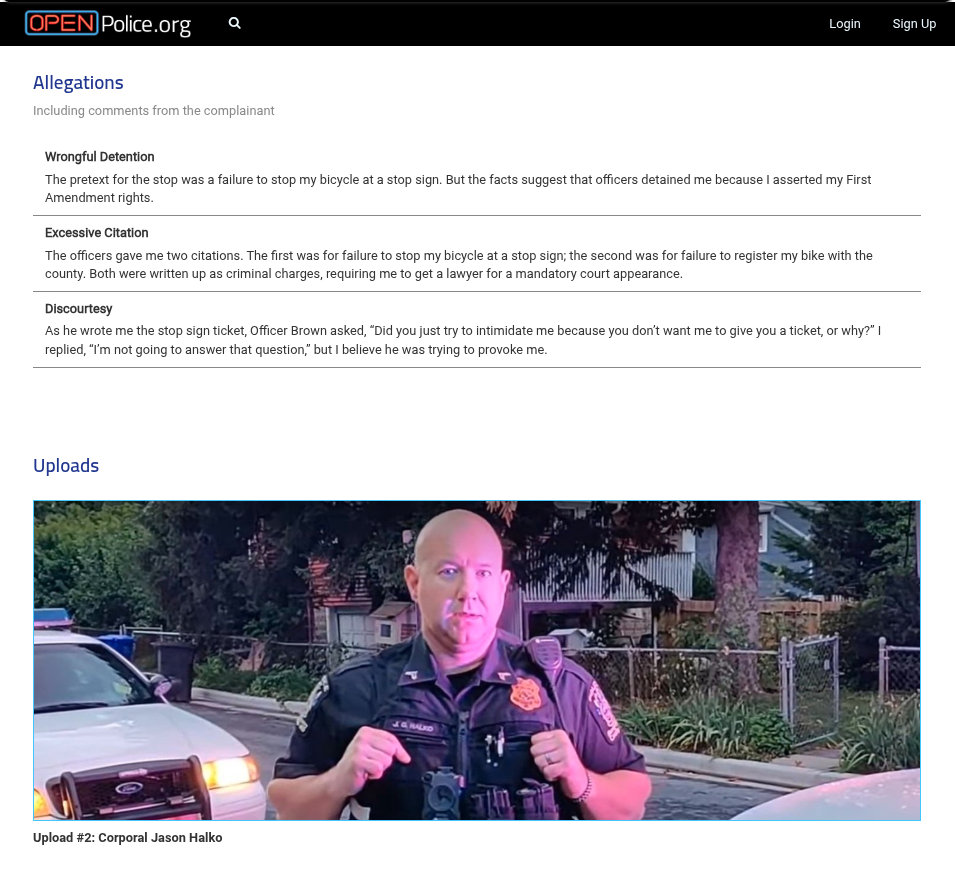 OPENPolice.org
Login
Sign Up
Allegations
Including comments from the complainant
Wrongful Detention
The pretext for the stop was a failure to stop my bicycle at a stop sign. But the facts suggest that officers detained me because I asserted my First
Amendment rights.
Excessive Citation
The officers gave me two citations. The first was for failure to stop my bicycle at a stop sign; the second was for failure to register my bike with the
county. Both were written up as criminal charges, requiring me to get a lawyer for a mandatory court appearance.
Discourtesy
As he wrote me the stop sign ticket, Officer Brown asked, “Did you just try to intimidate me because you don’t want me to give you a ticket, or why?” I
replied, “I’m not going to answer that question,” but I believe he was trying to provoke me.
Uploads
J. G. HALKO
Ford
Upload #2: Corporal Jason Halko